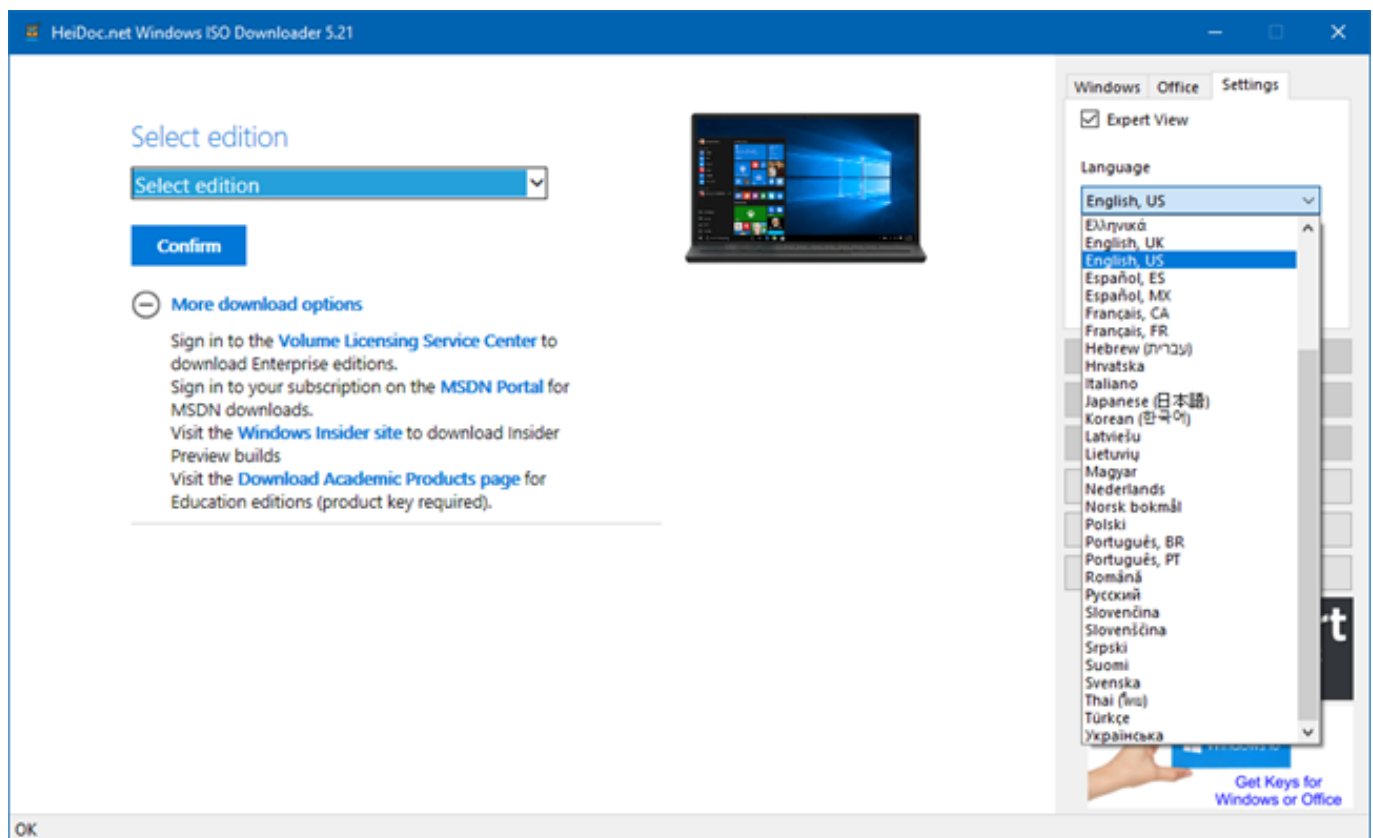 HeiDoc.net Windows ISO Downloader 5.21
Select edition
Select edition
Confirm
More download options
Sign in to the Volume Licensing Service Center to
download Enterprise editions.
Sign in to your subscription on the MSDN Portal for
MSDN downloads.
Visit the Windows Insider site to download Insider
Preview builds
Visit the Download Academic Products page for
Education editions (product key required).
Windows Office Settings
Expert View
Language
English, US
Ελληνικά
English, UK
English, US
Español, ES
Español, MX
Français, CA
Français, FR
Hebrew (עברית)
Hrvatska
Italiano
Japanese (日本語)
Korean (한국어)
Latviešu
Lietuvių
Magyar
Nederlands
Norsk bokmål
Polski
Português, BR
Português, PT
Română
Русский
Slovenčina
Slovenščina
Srpski
Suomi
Svenska
Thai (ไทย)
Türkçe
Українська
Get Keys for
Windows or Office
OK